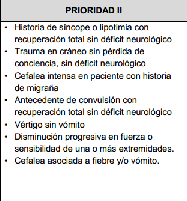 PRIORIDAD II
• Historia de síncope o lipotimia con
recuperación total sin déficit neurológico
• Trauma en cráneo sin pérdida de
conciencia, sin déficit neurológico
• Cefalea intensa en paciente con historia
de migraña
• Antecedente de convulsión con
recuperación total sin déficit neurológico
• Vértigo sin vómito
• Disminución progresiva en fuerza o
sensibilidad de una o más extremidades.
• Cefalea asociada a fiebre y/o vómito.